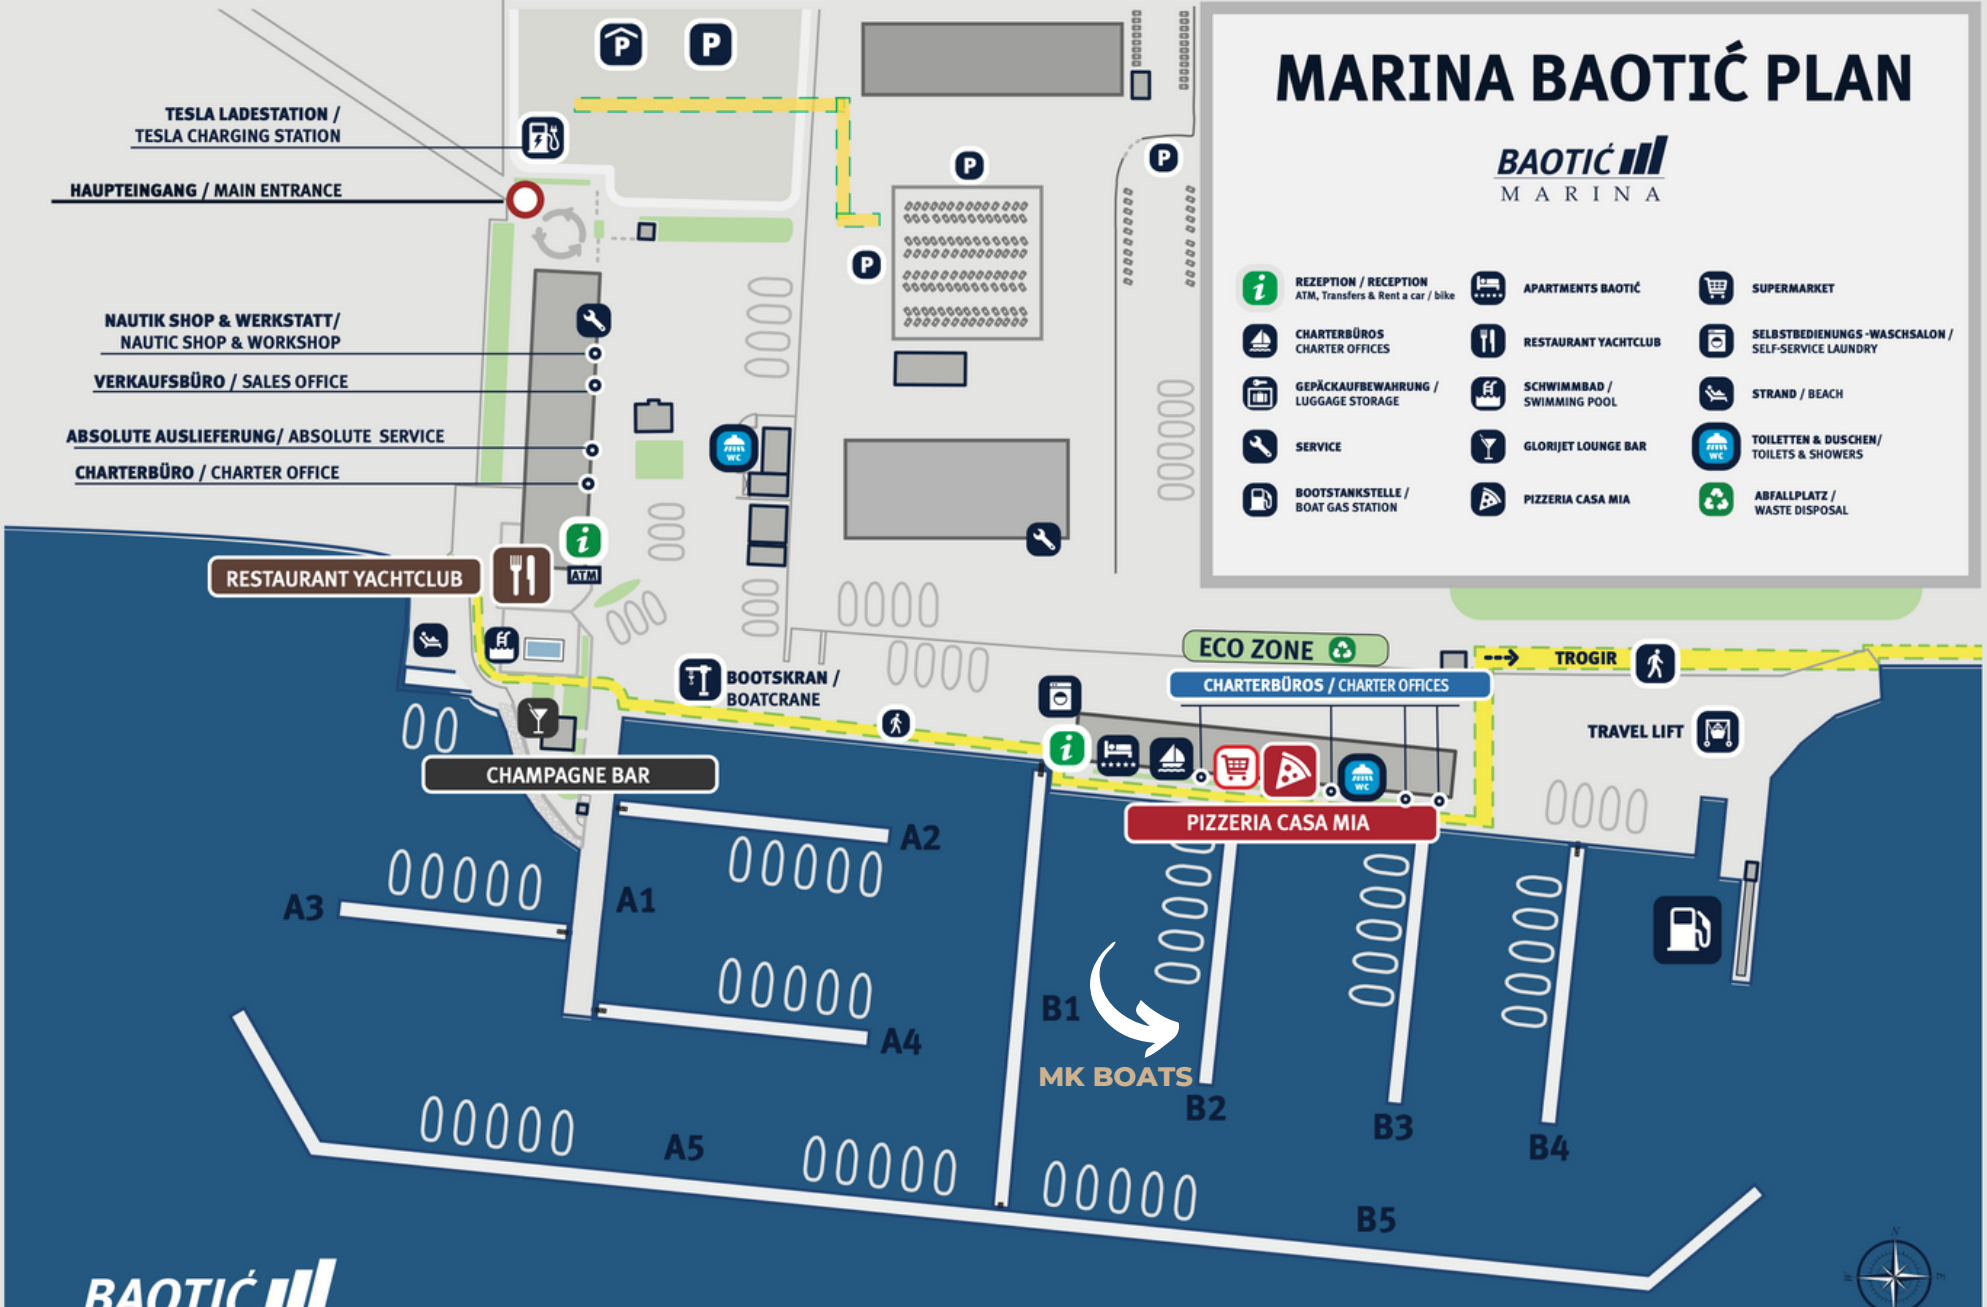 MARINA BAOTIĆ PLAN
BAOTIĆ
MARINA
REZEPTION / RECEPTION
ATM, Transfers & Rent a car / bike
CHARTERBÜROS
CHARTER OFFICES
GEPÄCKAUFBEWAHRUNG /
LUGGAGE STORAGE
SERVICE
BOOTSTANKSTELLE /
BOAT GAS STATION
APARTMENTS BAOTIĆ
RESTAURANT YACHTCLUB
SCHWIMMBAD /
SWIMMING POOL
GLORIJET LOUNGE BAR
PIZZERIA CASA MIA
SUPERMARKET
SELBSTBEDIENUNGS -WASCHSALON /
SELF-SERVICE LAUNDRY
STRAND / BEACH
WC
TOILETTEN & DUSCHEN/
TOILETS & SHOWERS
ABFALLPLATZ /
WASTE DISPOSAL
P
P
P
P
P
TESLA LADESTATION /
TESLA CHARGING STATION
HAUPTEINGANG / MAIN ENTRANCE
NAUTIK SHOP & WERKSTATT/
NAUTIC SHOP & WORKSHOP
VERKAUFSBÜRO / SALES OFFICE
ABSOLUTE AUSLIEFERUNG/ ABSOLUTE SERVICE
CHARTERBÜRO / CHARTER OFFICE
WC
i
ATM
RESTAURANT YACHTCLUB
BOOTSKRAN /
BOATCRANE
CHAMPAGNE BAR
ECO ZONE
CHARTERBÜROS / CHARTER OFFICES
TROGIR
TRAVEL LIFT
i
WC
PIZZERIA CASA MIA
A2
A1
A3
A4
A5
B1
MK BOATS
B2
B3
B4
B5
N
W
E
BAOTIĆ